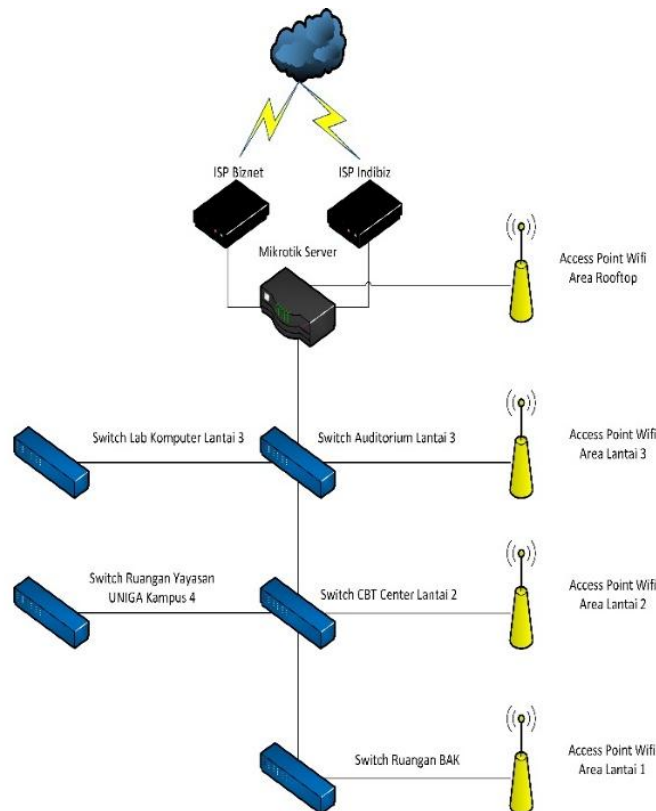 ISP Biznet
ISP Indibiz
Mikrotik Server
Access Point Wifi
Area Rooftop
Switch Lab Komputer Lantai 3
Switch Auditorium Lantai 3
Access Point Wifi
Area Lantai 3
Switch Ruangan Yayasan
UNIGA Kampus 4
Switch CBT Center Lantai 2
Access Point Wifi
Area Lantai 2
Switch Ruangan BAK
Access Point Wifi
Area Lantai 1